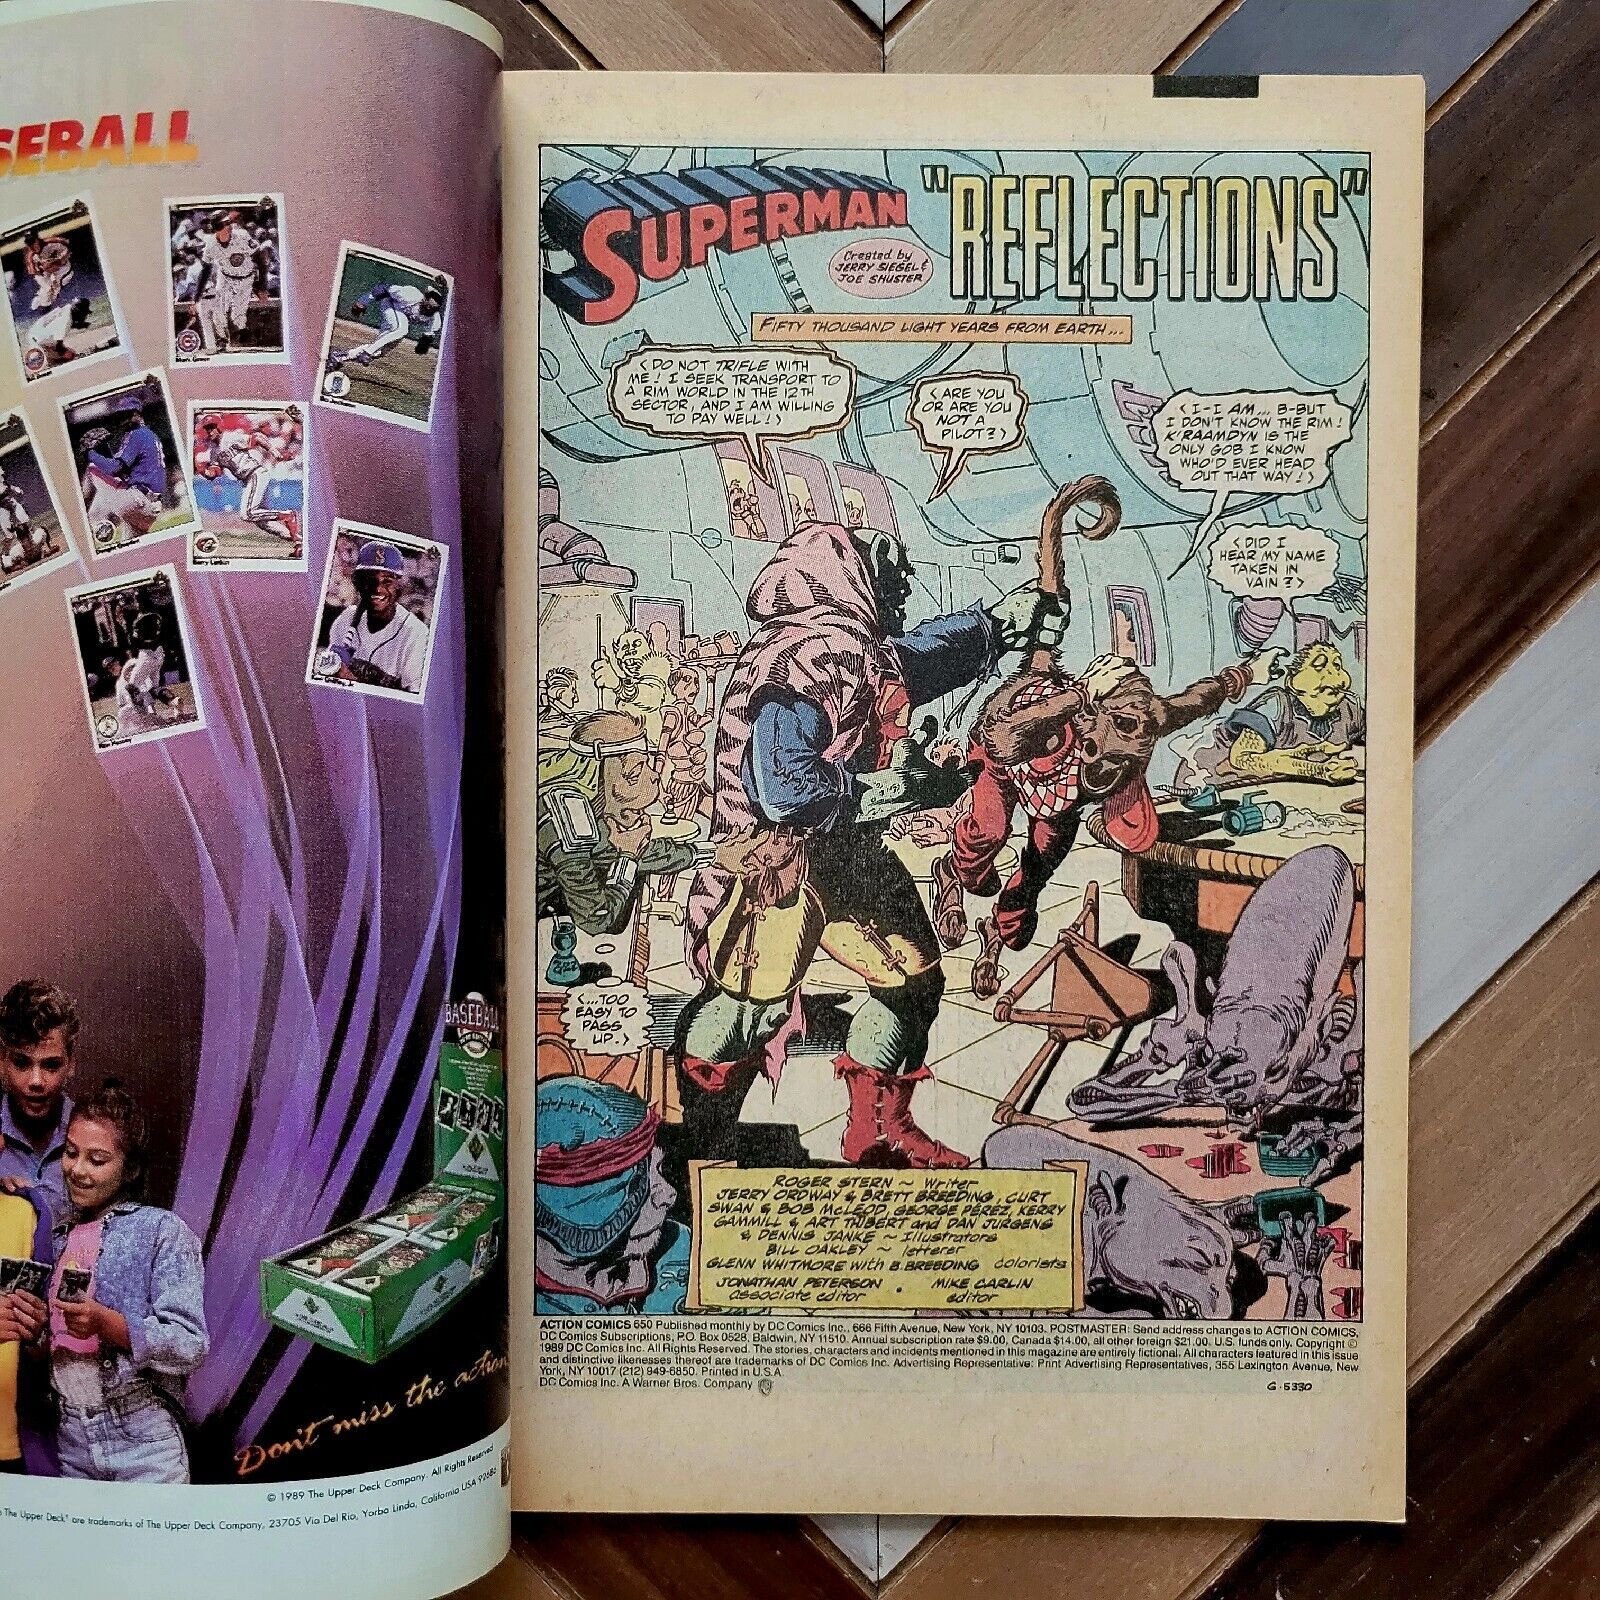 SEBALL
BASEBALL
Don't miss the action
© 1989 The Upper Deck Company. All Rights Reserved
The Upper Deck" are trademarks of The Upper Deck Company, 23705 Via Del Rio, Yorba Linda, California USA 92686
SUPERMAN
Created by
JERRY SIEGEL &
JOE SHUSTER
"REFLECTIONS"
FIFTY THOUSAND LIGHT YEARS FROM EARTH...
<DO NOT TRIFLE WITH
ME! I SEEK TRANSPORT TO
A RIM WORLD IN THE 12TH
SECTOR, AND I AM WILLING
TO PAY WELL!>
<ARE YOU
OR ARE YOU
NOT A
PILOT?>
<I-I AM... B-BUT
I DON'T KNOW THE RIM!
K'RAAMDYN IS THE
ONLY GOB I KNOW
WHO'D EVER HEAD
OUT THAT WAY!>
<DID I
HEAR MY NAME
TAKEN IN
VAIN?>
<...TOO
EASY TO
PASS
UP.>
ROGER STERN ~ writer
JERRY ORDWAY & BRETT BREEDING, CURT
SWAN & BOB McLEOD, GEORGE PÉREZ, KERRY
GAMMILL & ART THIBERT and DAN JURGENS
& DENNIS JANKE ~ illustrators
BILL OAKLEY ~ letterer
GLENN WHITMORE with B. BREEDING colorists
JONATHAN PETERSON • MIKE CARLIN
associate editor editor
ACTION COMICS 650 Published monthly by DC Comics Inc., 666 Fifth Avenue, New York, NY 10103. POSTMASTER: Send address changes to ACTION COMICS,
DC Comics Subscriptions, P.O. Box 0528, Baldwin, NY 11510. Annual subscription rate $9.00, Canada $14.00, all other foreign $21.00. U.S. funds only. Copyright ©
1989 DC Comics Inc. All Rights Reserved. The stories, characters and incidents mentioned in this magazine are entirely fictional. All characters featured in this issue
and distinctive likenesses thereof are trademarks of DC Comics Inc. Advertising Representative: Print Advertising Representatives, 355 Lexington Avenue, New
York, NY 10017 (212) 949-6850. Printed in U.S.A.
DC Comics Inc. A Warner Bros. Company
G-5330